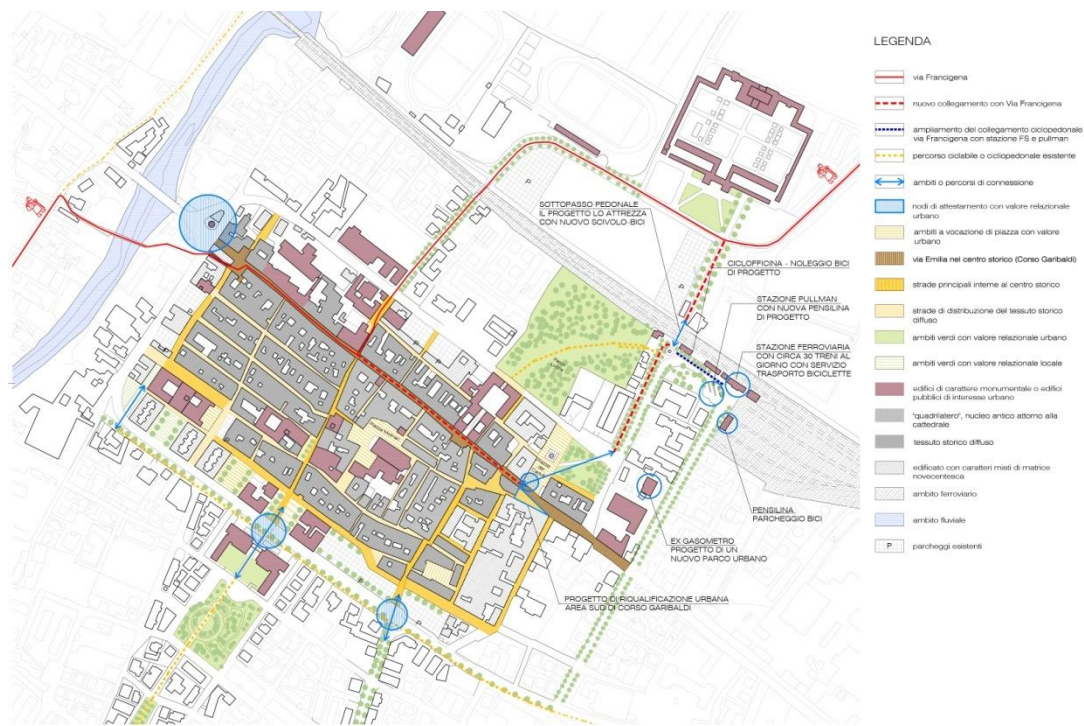 LEGENDA
via Francigena
nuovo collegamento con Via Francigena
ampliamento del collegamento ciclopedonale
via Francigena con stazione FS e pullman
percorso ciclabile o ciclopedonale esistente
ambiti o percorsi di connessione
nodi di attestamento con valore relazionale
urbano
ambiti a vocazione di piazza con valore
urbano
via Emilia nel centro storico (Corso Garibaldi)
strade principali interne al centro storico
strade di distribuzione del tessuto storico
diffuso
ambiti verdi con valore relazionale urbano
ambiti verdi con valore relazionale locale
edifici di carattere monumentale o edifici
pubblici di interesse urbano
"quadrilatero", nucleo antico attorno alla
cattedrale
tessuto storico diffuso
edificato con caratteri misti di matrice
novecentesca
ambito ferroviario
ambito fluviale
P parcheggi esistenti
SOTTOPASSO PEDONALE
IL PROGETTO LO ATTREZZA
CON NUOVO SCIVOLO-BICI
CICLOFFICINA - NOLEGGIO BICI
DI PROGETTO
STAZIONE PULLMAN
CON NUOVA PENSILINA
DI PROGETTO
STAZIONE FERROVIARIA
CON CIRCA 30 TRENI AL
GIORNO CON SERVIZIO
TRASPORTO BICICLETTE
PENSILINA
PARCHEGGIO BICI
EX GASOMETRO
PROGETTO DI UN
NUOVO PARCO URBANO
PROGETTO DI RIQUALIFICAZIONE URBANA
AREA SUD DI CORSO GARIBALDI
P
P
P
P
P
P